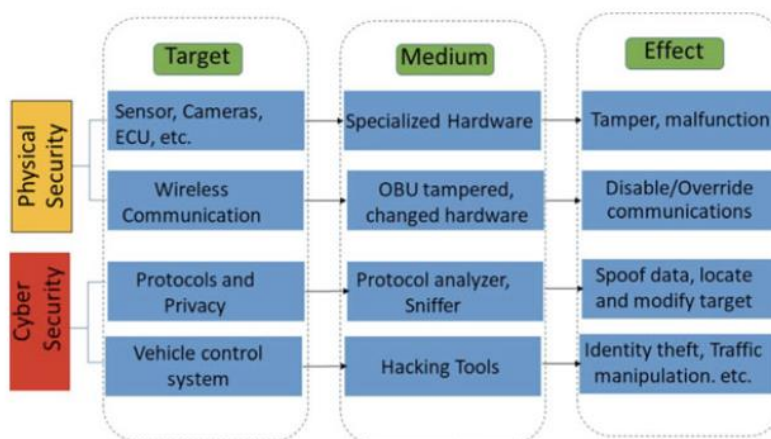 Target
Medium
Effect
Physical
Security
Sensor, Cameras,
ECU, etc.
Specialized Hardware
Tamper, malfunction
Wireless
Communication
OBU tampered,
changed hardware
Disable/Override
communications
Cyber
Security
Protocols and
Privacy
Protocol analyzer,
Sniffer
Spoof data, locate
and modify target
Vehicle control
system
Hacking Tools
Identity theft, Traffic
manipulation. etc.